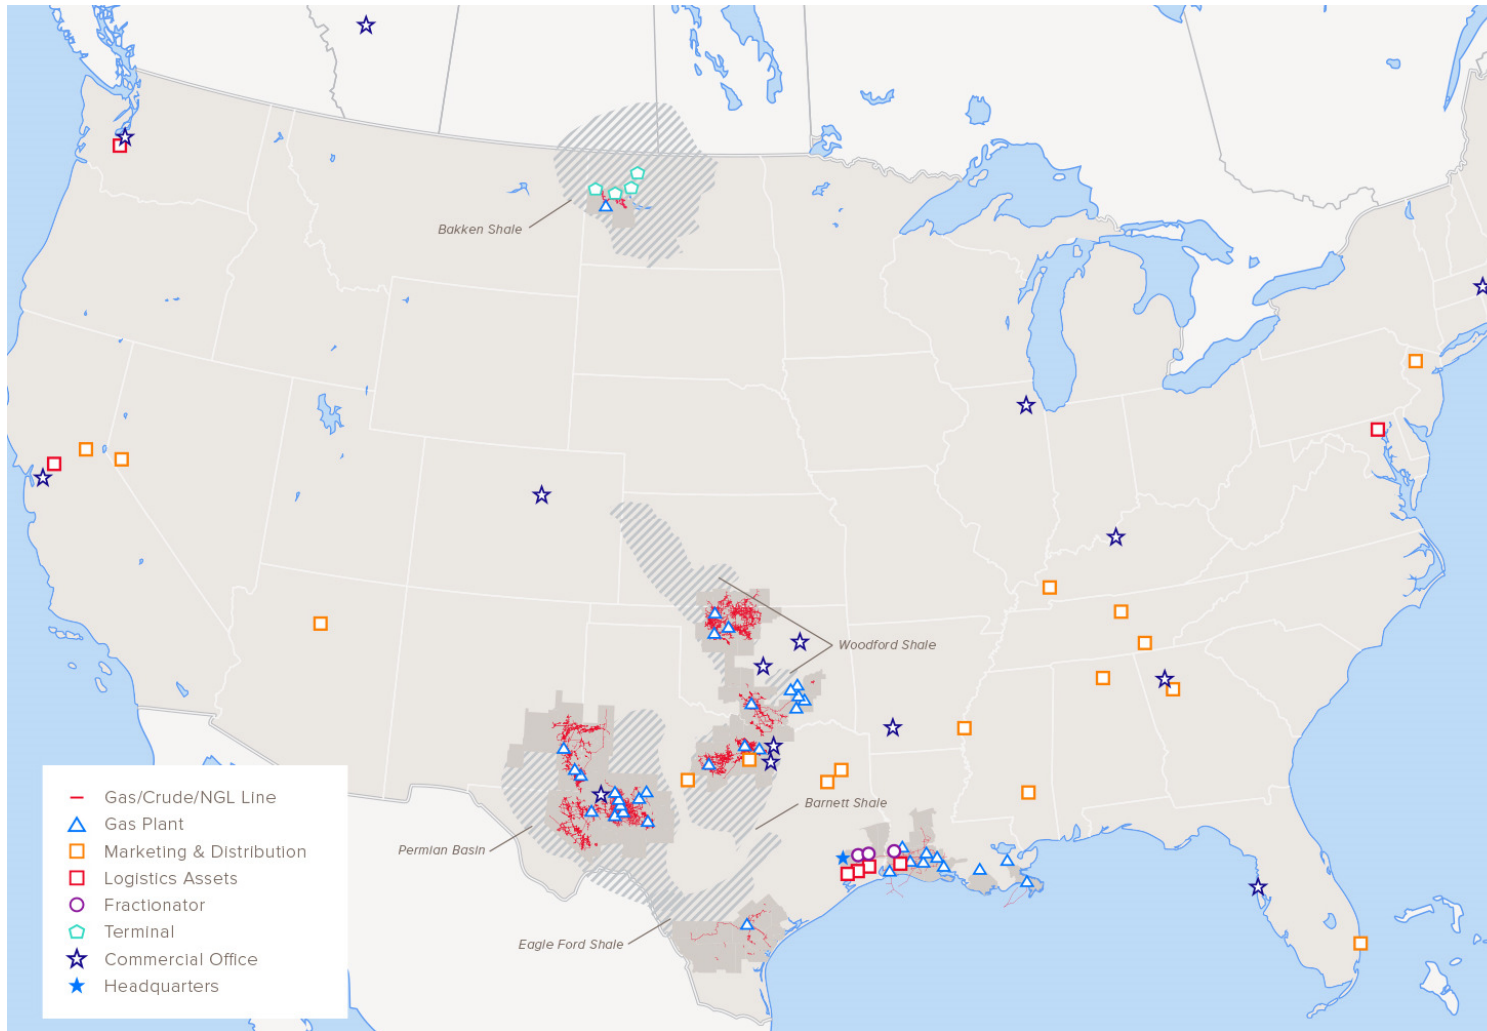 Bakken Shale
Woodford Shale
Barnett Shale
Permian Basin
Eagle Ford Shale
Gas/Crude/NGL Line
Gas Plant
Marketing & Distribution
Logistics Assets
Fractionator
Terminal
Commercial Office
Headquarters